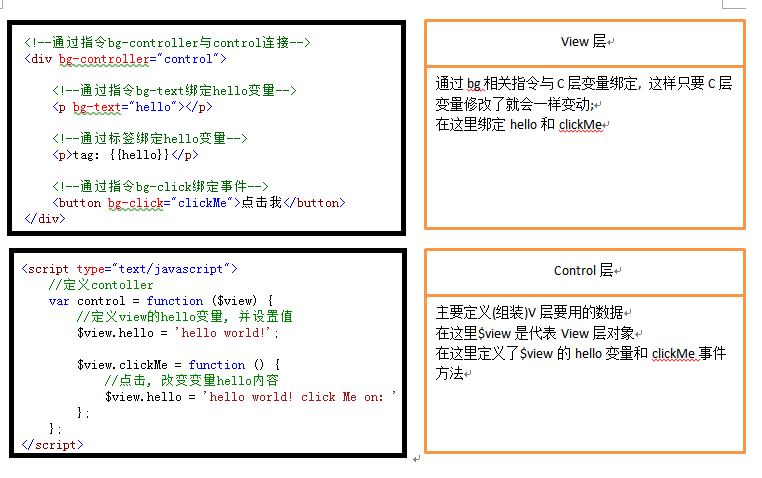 <!--通过指令bg-controller与control连接-->
<div bg-controller="control">
<!--通过指令bg-text绑定hello变量-->
<p bg-text="hello"></p>
<!--通过标签绑定hello变量-->
<p>tag: {{hello}}</p>
<!--通过指令bg-click绑定事件-->
<button bg-click="clickMe">点击我</button>
</div>
View 层
通过 bg 相关指令与 C 层变量绑定, 这样只要 C 层
变量修改了就会一样变动;
在这里绑定 hello 和 clickMe
<script type="text/javascript">
//定义contoller
var control = function ($view) {
//定义view的hello变量, 并设置值
$view.hello = 'hello world!';
$view.clickMe = function () {
//点击, 改变变量hello内容
$view.hello = 'hello world! click Me on: '
};
};
</script>
Control 层
主要定义(组装)V 层要用的数据
在这里$view 是代表 View 层对象
在这里定义了$view 的 hello 变量和 clickMe 事件
方法